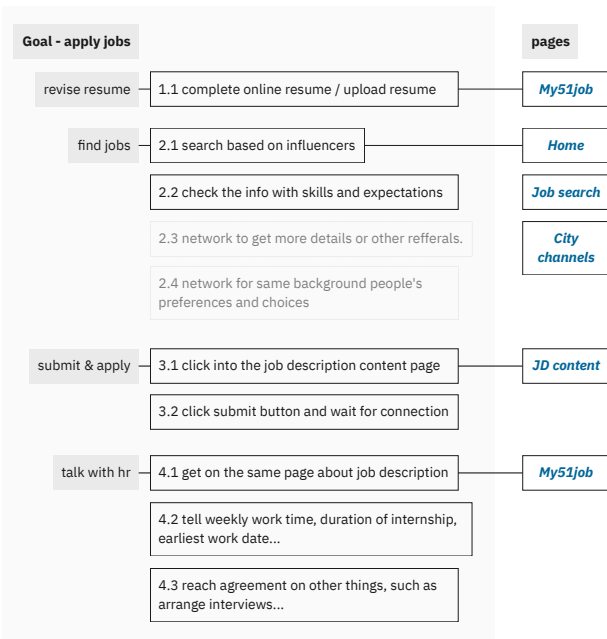 Goal - apply jobs
pages
revise resume
1.1 complete online resume / upload resume
My51job
find jobs
2.1 search based on influencers
Home
2.2 check the info with skills and expectations
Job search
2.3 network to get more details or other refferals.
City
channels
2.4 network for same background people's
preferences and choices
submit & apply
3.1 click into the job description content page
JD content
3.2 click submit button and wait for connection
talk with hr
4.1 get on the same page about job description
My51job
4.2 tell weekly work time, duration of internship,
earliest work date...
4.3 reach agreement on other things, such as
arrange interviews...